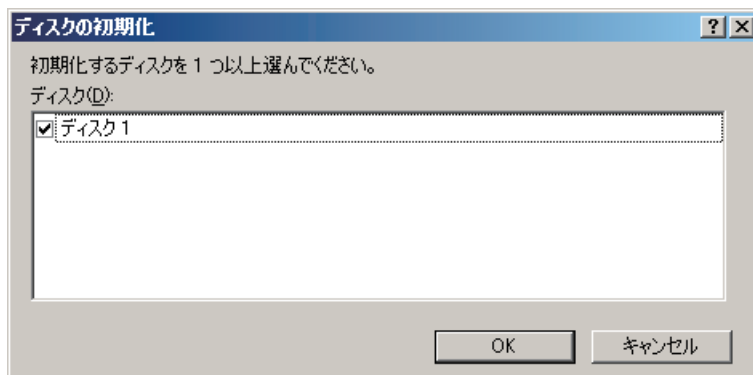 ディスクの初期化
初期化するディスクを 1 つ以上選んでください。
ディスク(D):
ディスク 1
OK キャンセル